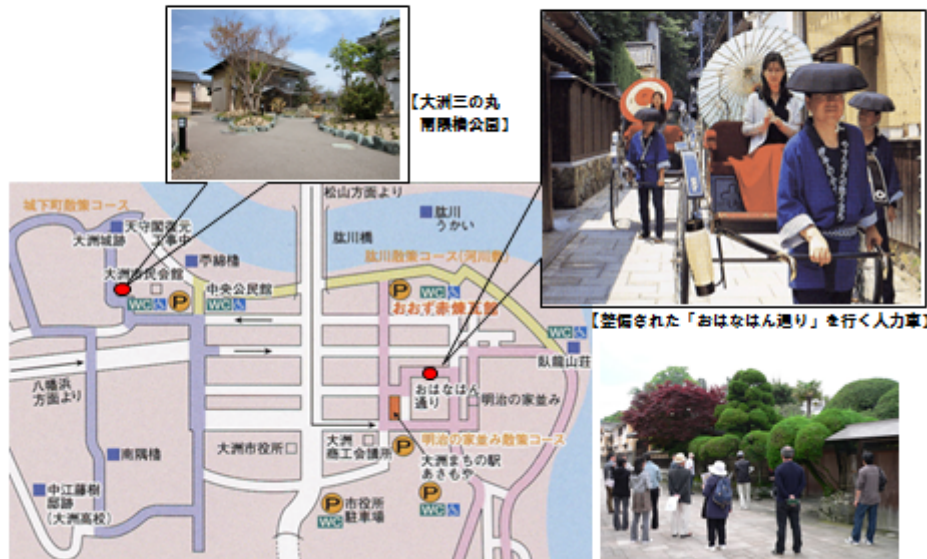 【大洲三の丸
南隅櫓公園】
【整備された「おはなはん通り」を行く人力車】
城下町散策コース
天守閣復元
工事中
大洲城跡
苧綿櫓
大洲市民会館
中央公民館
WC
P
WC
松山方面より
肱川橋
肱川
うかい
肱川散策コース(河川敷)
P
WC
おおず赤煉瓦館
WC
臥龍山荘
八幡浜
方面より
おはなはん
通り
明治の家並み
明治の家並み散策コース
大洲市役所
大洲
商工会議所
P
大洲まちの駅
あさもや
南隅櫓
中江藤樹
邸跡
(大洲高校)
P
市役所
駐車場
WC
P
WC